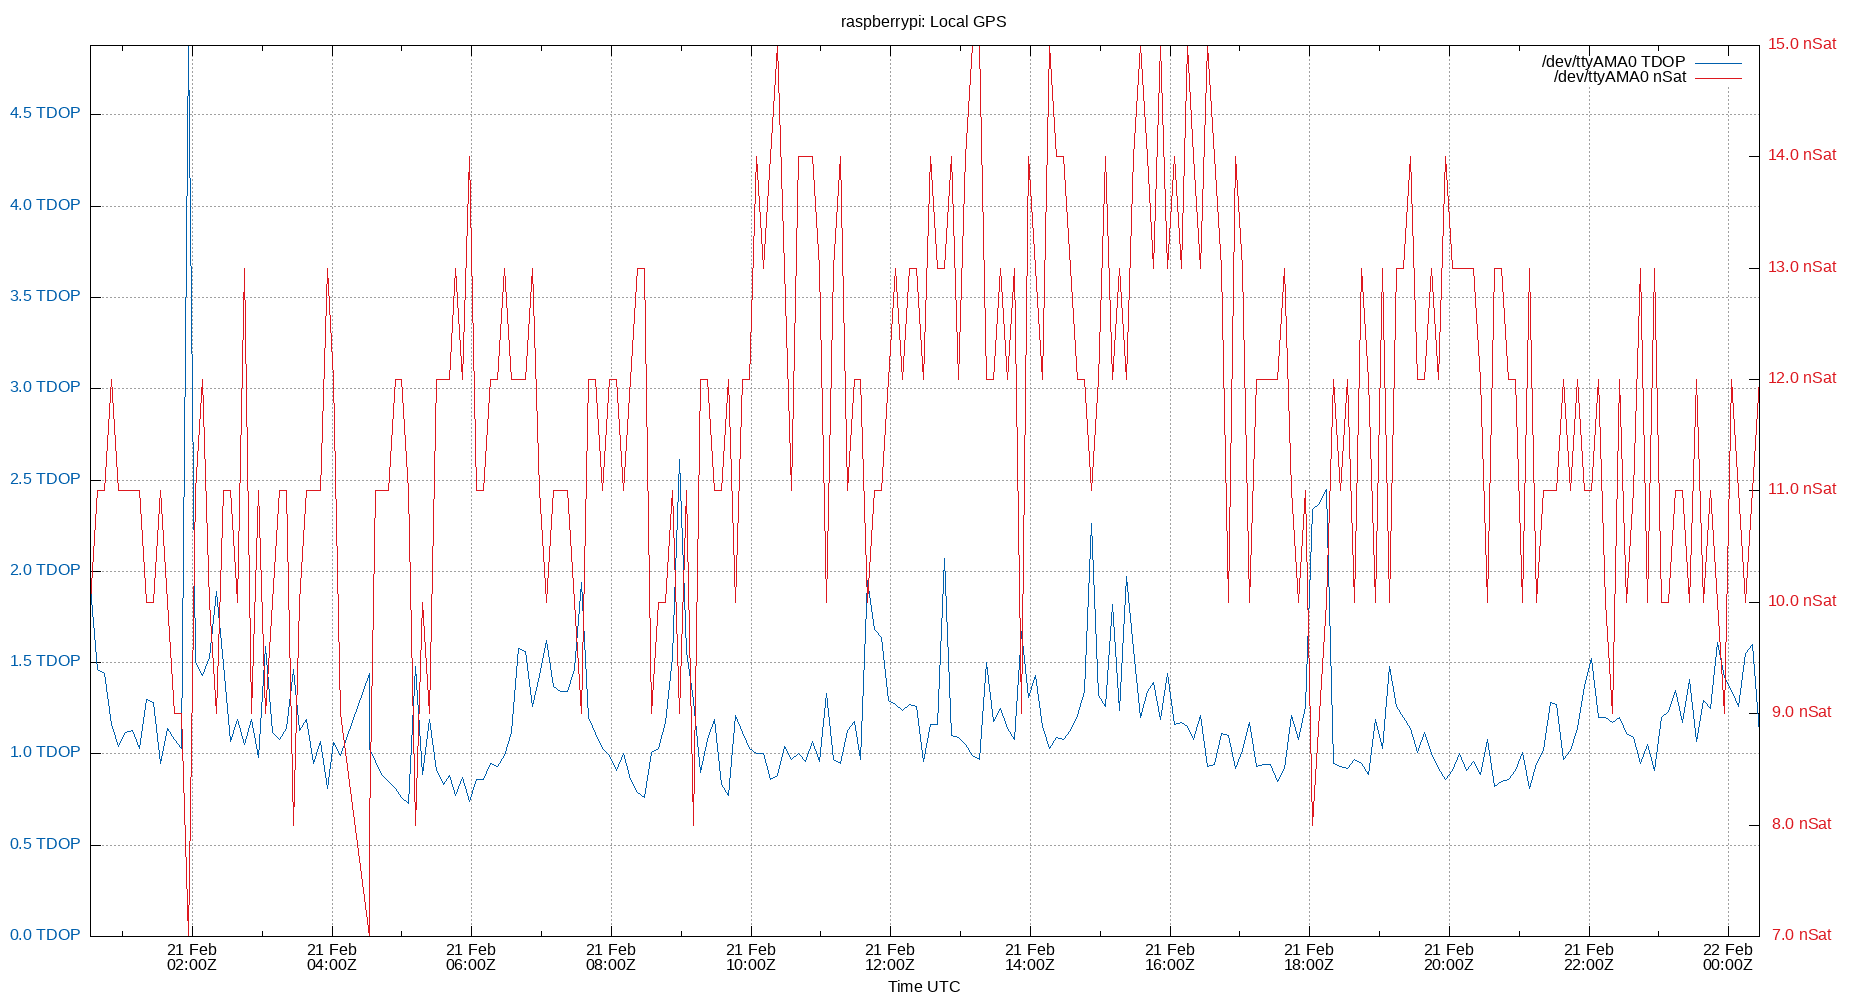 raspberrypi: Local GPS
/dev/ttyAMA0 TDOP
/dev/ttyAMA0 nSat
4.5 TDOP
4.0 TDOP
3.5 TDOP
3.0 TDOP
2.5 TDOP
2.0 TDOP
1.5 TDOP
1.0 TDOP
0.5 TDOP
0.0 TDOP
15.0 nSat
14.0 nSat
13.0 nSat
12.0 nSat
11.0 nSat
10.0 nSat
9.0 nSat
8.0 nSat
7.0 nSat
21 Feb
02:00Z
21 Feb
04:00Z
21 Feb
06:00Z
21 Feb
08:00Z
21 Feb
10:00Z
21 Feb
12:00Z
21 Feb
14:00Z
21 Feb
16:00Z
21 Feb
18:00Z
21 Feb
20:00Z
21 Feb
22:00Z
22 Feb
00:00Z
Time UTC